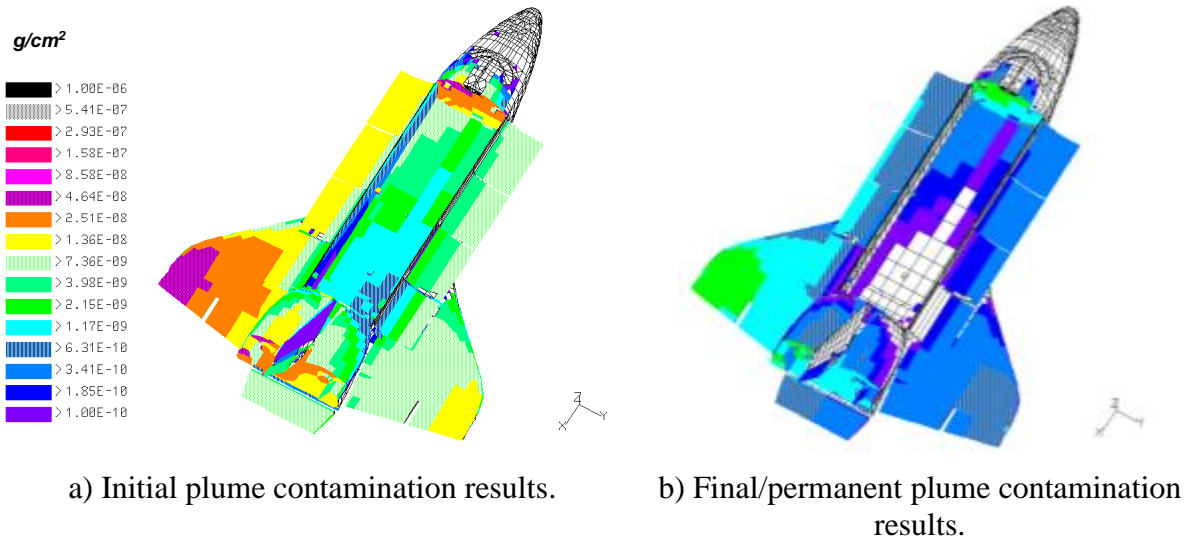 g/cm²
> 1.00E-06
> 5.41E-07
> 2.93E-07
> 1.58E-07
> 8.58E-08
> 4.64E-08
> 2.51E-08
> 1.36E-08
> 7.36E-09
> 3.98E-09
> 2.15E-09
> 1.17E-09
> 6.31E-10
> 3.41E-10
> 1.85E-10
> 1.00E-10
Z
X
Y
Z
X
Y
a) Initial plume contamination results.
b) Final/permanent plume contamination
results.